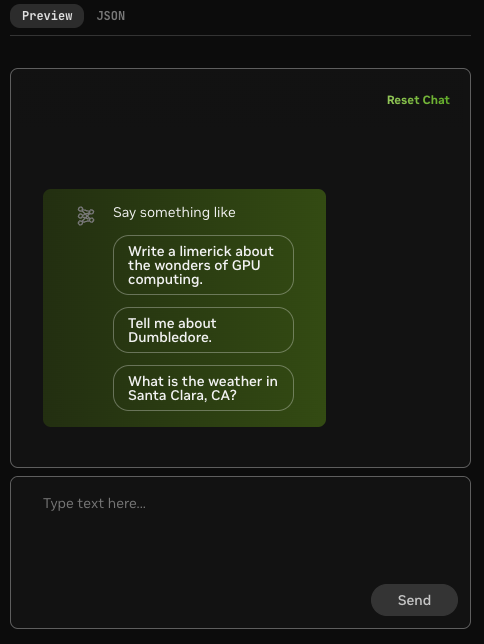 Preview JSON
Reset Chat
Say something like
Write a limerick about
the wonders of GPU
computing.
Tell me about
Dumbledore.
What is the weather in
Santa Clara, CA?
Type text here...
Send